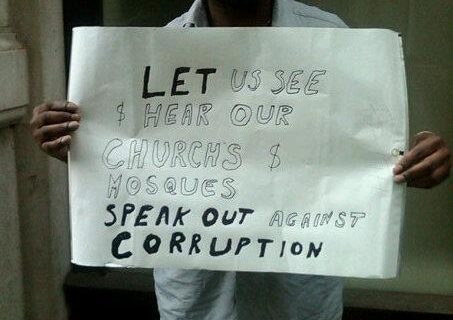 LET US SEE
$ HEAR OUR
CHURCHS $
MOSQUES
SPEAK OUT AGAINST
CORRUPTION